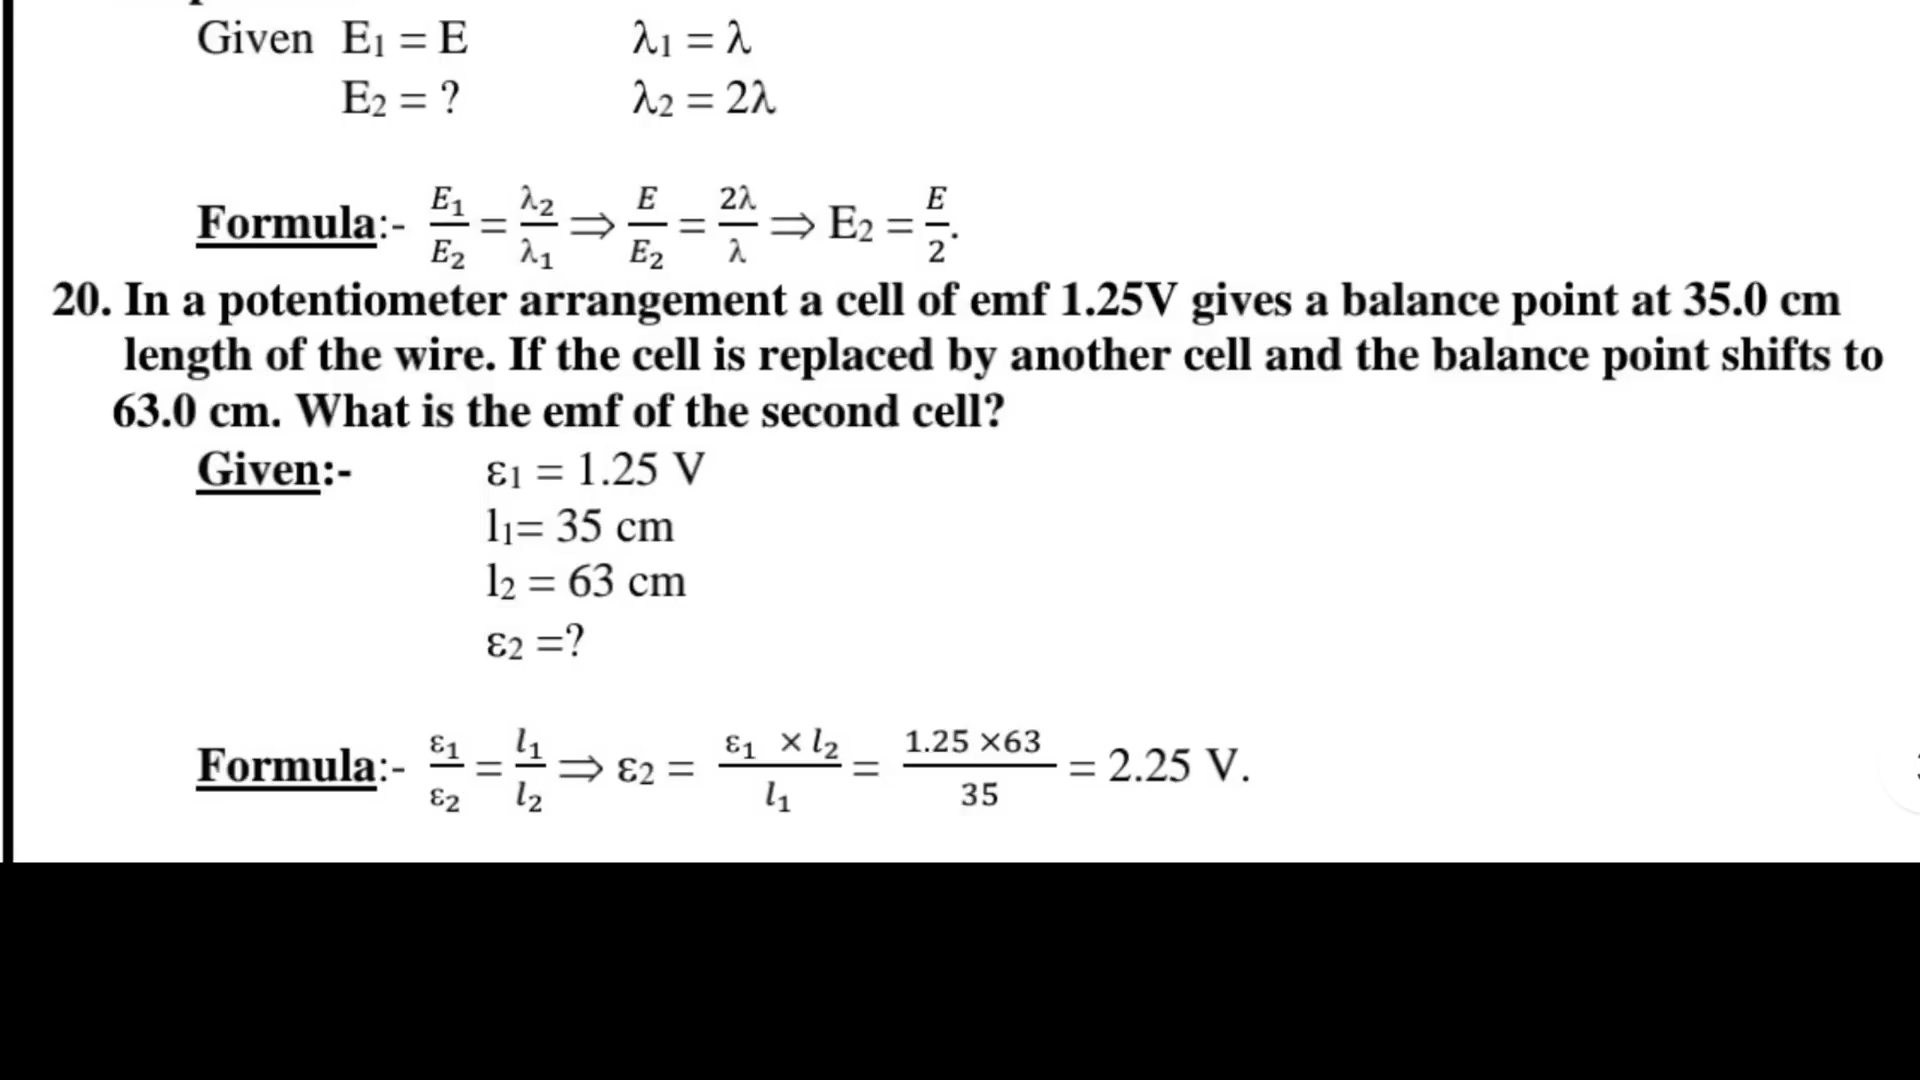 Given E₁ = E λ₁ = λ
E₂ = ? λ₂ = 2λ
Formula:- E₁/E₂ = λ₂/λ₁ ⇒ E/E₂ = 2λ/λ ⇒ E₂ = E/2.
20. In a potentiometer arrangement a cell of emf 1.25V gives a balance point at 35.0 cm
length of the wire. If the cell is replaced by another cell and the balance point shifts to
63.0 cm. What is the emf of the second cell?
Given:- ε₁ = 1.25 V
l₁= 35 cm
l₂ = 63 cm
ε₂ =?
Formula:- ε₁/ε₂ = l₁/l₂ ⇒ ε₂ = ε₁ × l₂/l₁ = 1.25 ×63/35 = 2.25 V.